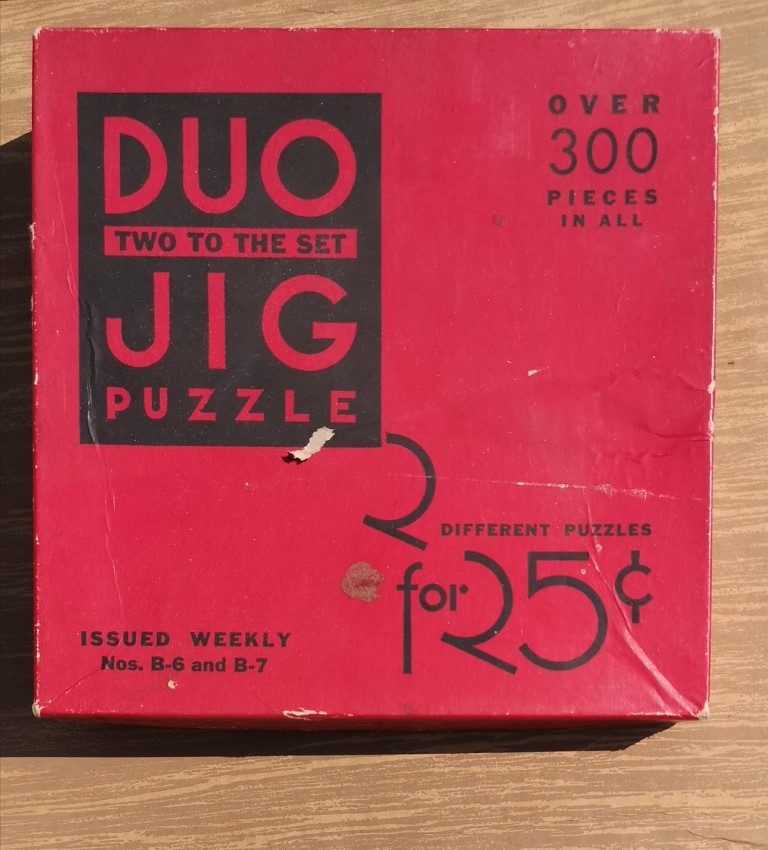 DUO
TWO TO THE SET
JIG
PUZZLE
OVER
300
PIECES
IN ALL
2
DIFFERENT PUZZLES
for 25¢
ISSUED WEEKLY
Nos. B-6 and B-7